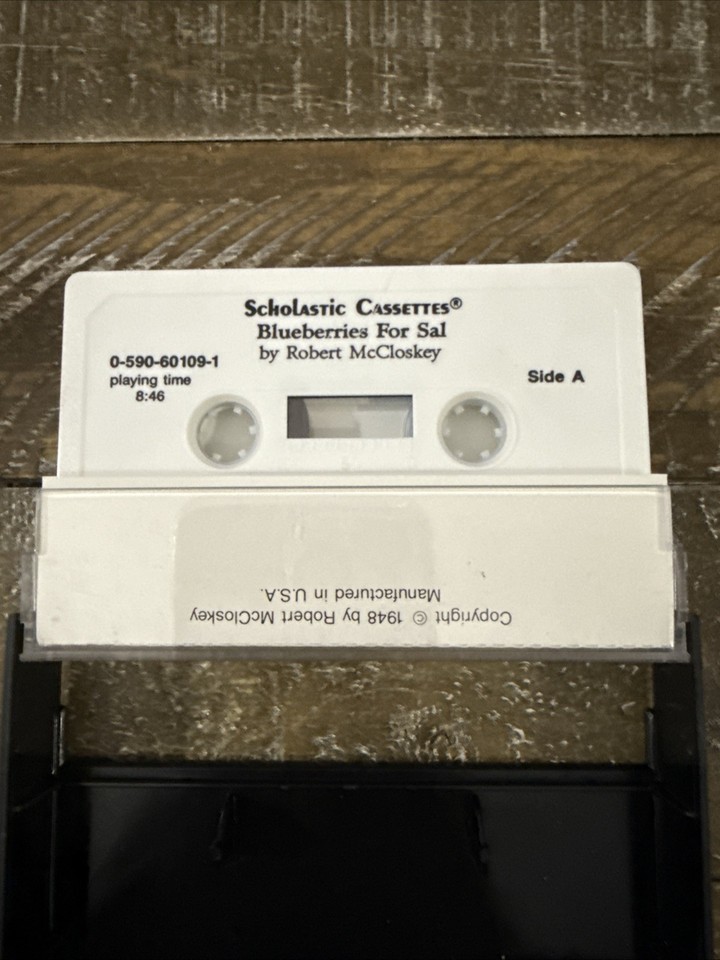 Scholastic Cassettes®
Blueberries For Sal
by Robert McCloskey
0-590-60109-1
playing time
8:46
Side A
Copyright © 1948 by Robert McCloskey
Manufactured in U.S.A.